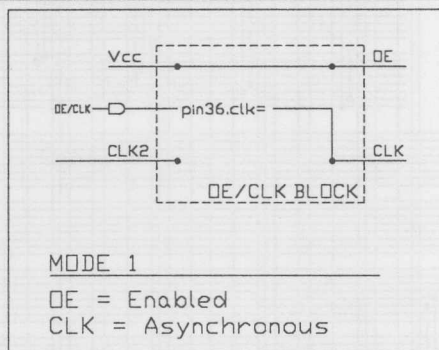 Vcc OE
OE/CLK pin36.clk=
CLK2 CLK
OE/CLK BLOCK
MODE 1
OE = Enabled
CLK = Asynchronous